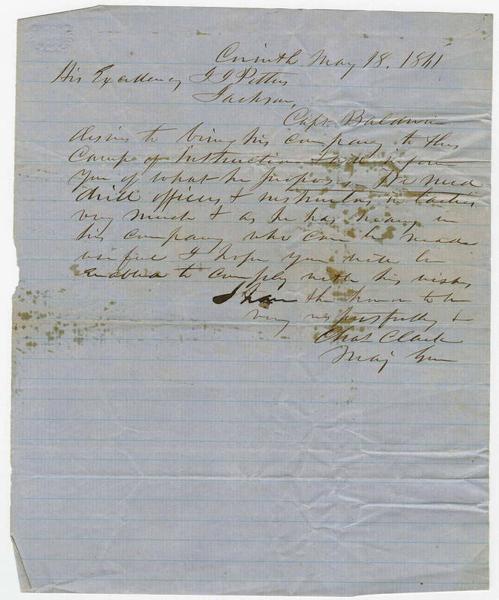 Corinth May 18. 1861
His Excellency J J Pettus
Jackson,
Capt. Baldwin
desires to bring his company to this
Camp of Instruction & will inform
you of what he proposes. We need
drill officers & instructors in tactics
very much & as he has many in
his company who can be made
useful I hope you will be
enabled to comply with his wishes
I have the honor to be
very respectfully &
Chas Clark
Maj Gen